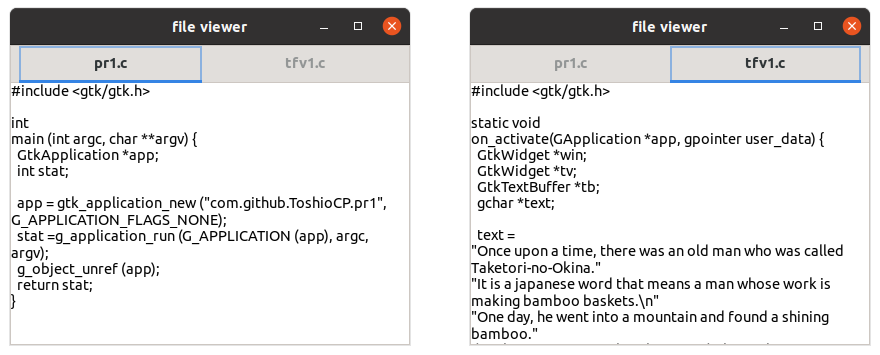 file viewer
pr1.c
tfv1.c
#include <gtk/gtk.h>
int
main (int argc, char **argv) {
GtkApplication *app;
int stat;
app = gtk_application_new ("com.github.ToshioCP.pr1",
G_APPLICATION_FLAGS_NONE);
stat =g_application_run (G_APPLICATION (app), argc,
argv);
g_object_unref (app);
return stat;
}
file viewer
pr1.c
tfv1.c
#include <gtk/gtk.h>
static void
on_activate(GApplication *app, gpointer user_data) {
GtkWidget *win;
GtkWidget *tv;
GtkTextBuffer *tb;
gchar *text;
text =
"Once upon a time, there was an old man who was called
Taketori-no-Okina."
"It is a japanese word that means a man whose work is
making bamboo baskets.\n"
"One day, he went into a mountain and found a shining
bamboo."